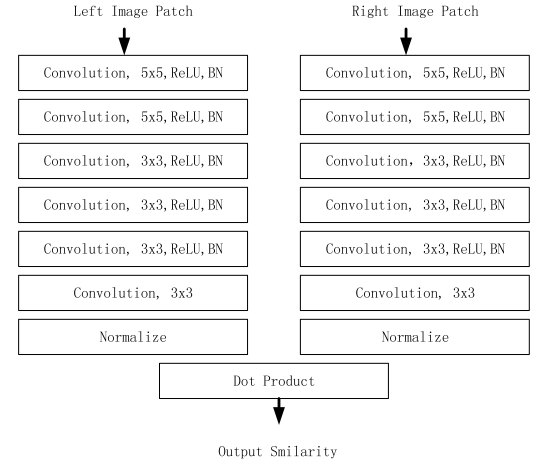 Left Image Patch
Right Image Patch
Convolution, 5x5,ReLU,BN
Convolution, 5x5,ReLU,BN
Convolution, 5x5,ReLU,BN
Convolution, 5x5,ReLU,BN
Convolution, 3x3,ReLU,BN
Convolution, 3x3,ReLU,BN
Convolution, 3x3,ReLU,BN
Convolution, 3x3,ReLU,BN
Convolution, 3x3,ReLU,BN
Convolution, 3x3,ReLU,BN
Convolution, 3x3
Convolution, 3x3
Normalize
Normalize
Dot Product
Output Smilarity